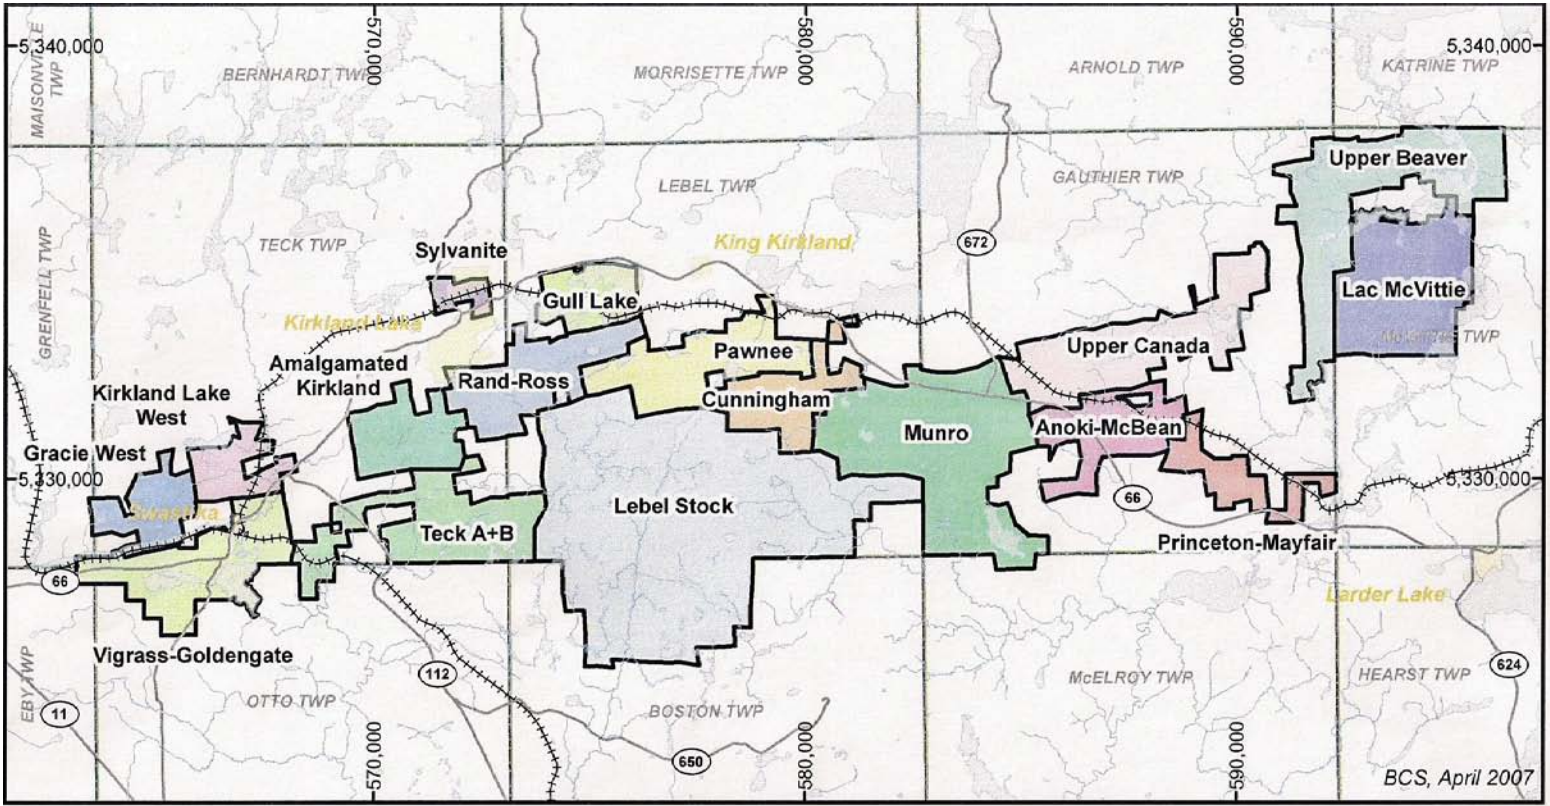 570,000
580,000
590,000
5,340,000
5,340,000
MAISONVILLE
TWP
BERNHARDT TWP
MORRISETTE TWP
ARNOLD TWP
KATRINE TWP
Upper Beaver
LEBEL TWP
GAUTHIER TWP
GRENFELL TWP
TECK TWP
Sylvanite
King Kirkland
672
Gull Lake
Lac McVittie
Kirkland Lake
TWP
Upper Canada
Pawnee
Amalgamated
Kirkland
Rand-Ross
Kirkland Lake
West
Cunningham
Anoki-McBean
Munro
Gracie West
5,330,000
5,330,000
66
Lebel Stock
Swastika
Teck A+B
Princeton-Mayfair
66
Larder Lake
Vigrass-Goldengate
EBY TWP
112
624
McELROY TWP
HEARST TWP
OTTO TWP
BOSTON TWP
11
650
570,000
580,000
590,000
BCS, April 2007